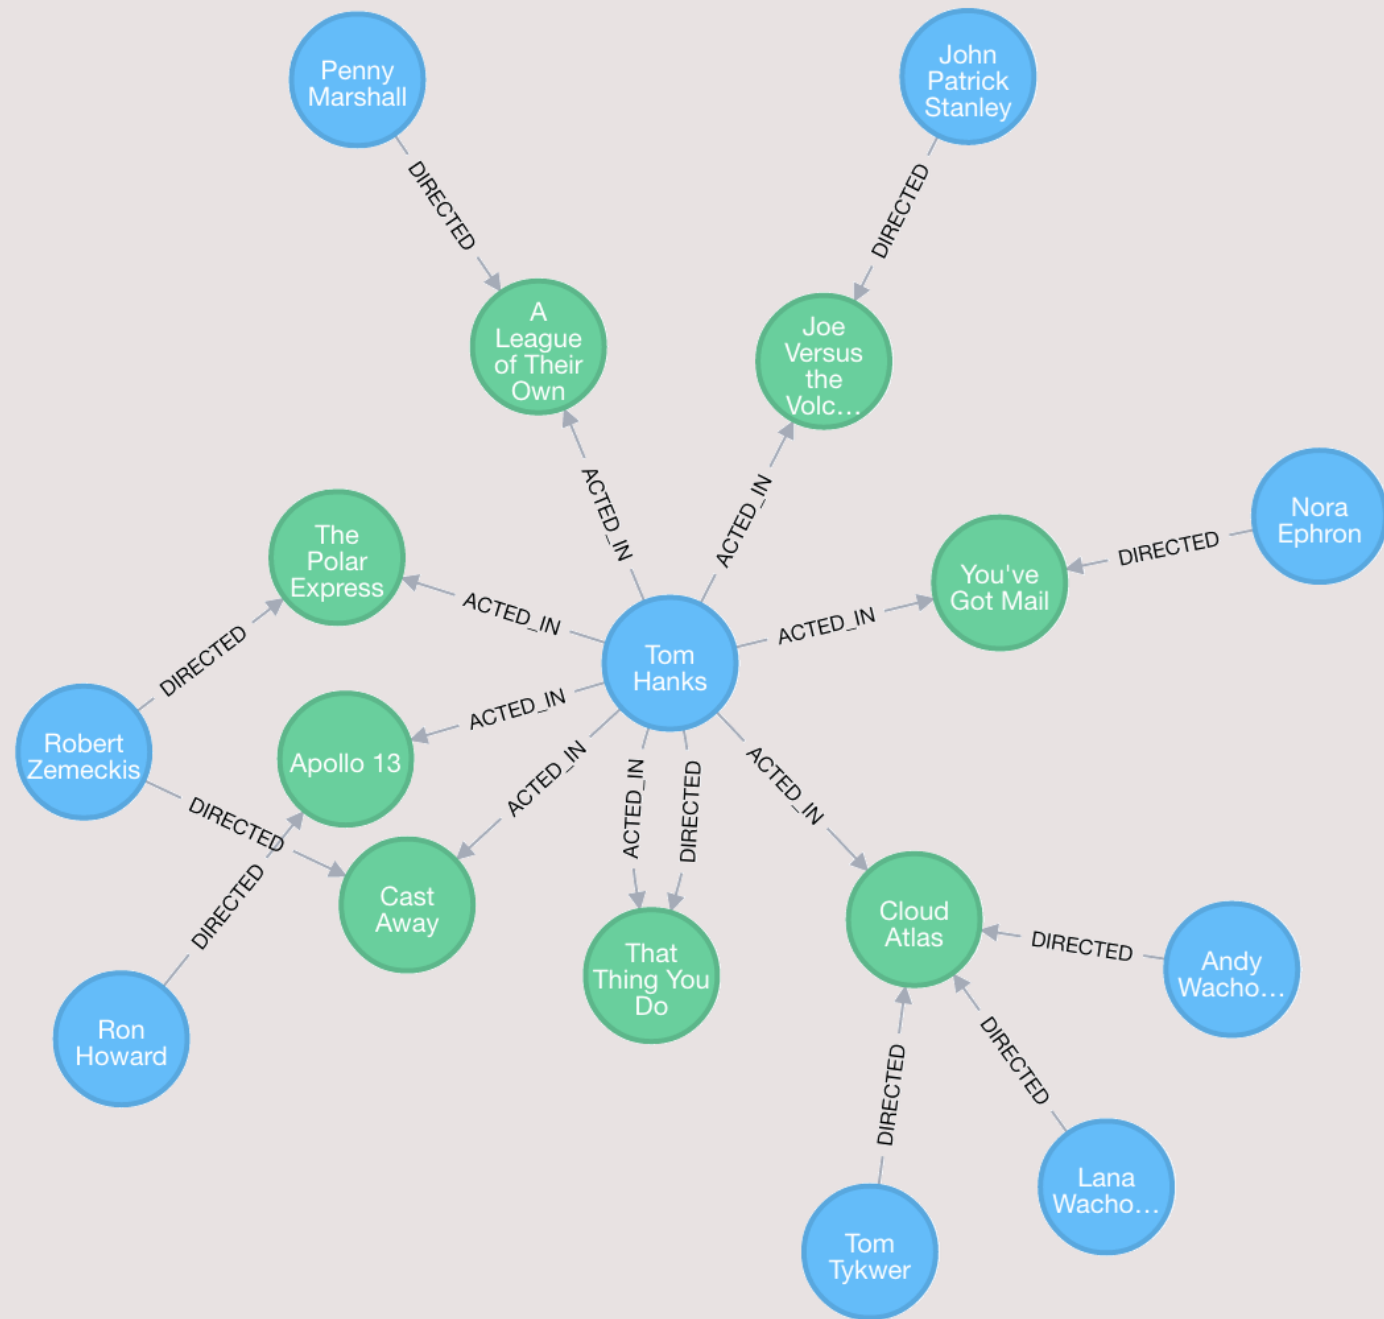 Penny
Marshall
John
Patrick
Stanley
DIRECTED
DIRECTED
A
League
of Their
Own
Joe
Versus
the
Volc...
ACTED_IN
ACTED_IN
The
Polar
Express
Nora
Ephron
DIRECTED
You've
Got Mail
ACTED_IN
ACTED_IN
Tom
Hanks
DIRECTED
ACTED_IN
Robert
Zemeckis
Apollo 13
ACTED_IN
ACTED_IN
DIRECTED
ACTED_IN
DIRECTED
DIRECTED
Cast
Away
Cloud
Atlas
That
Thing You
Do
DIRECTED
Andy
Wacho...
Ron
Howard
DIRECTED
DIRECTED
Lana
Wacho...
Tom
Tykwer